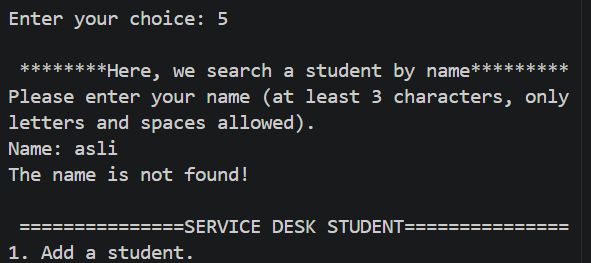 Enter your choice: 5
********Here, we search a student by name*********
Please enter your name (at least 3 characters, only
letters and spaces allowed).
Name: asli
The name is not found!
===============SERVICE DESK STUDENT===============
1. Add a student.